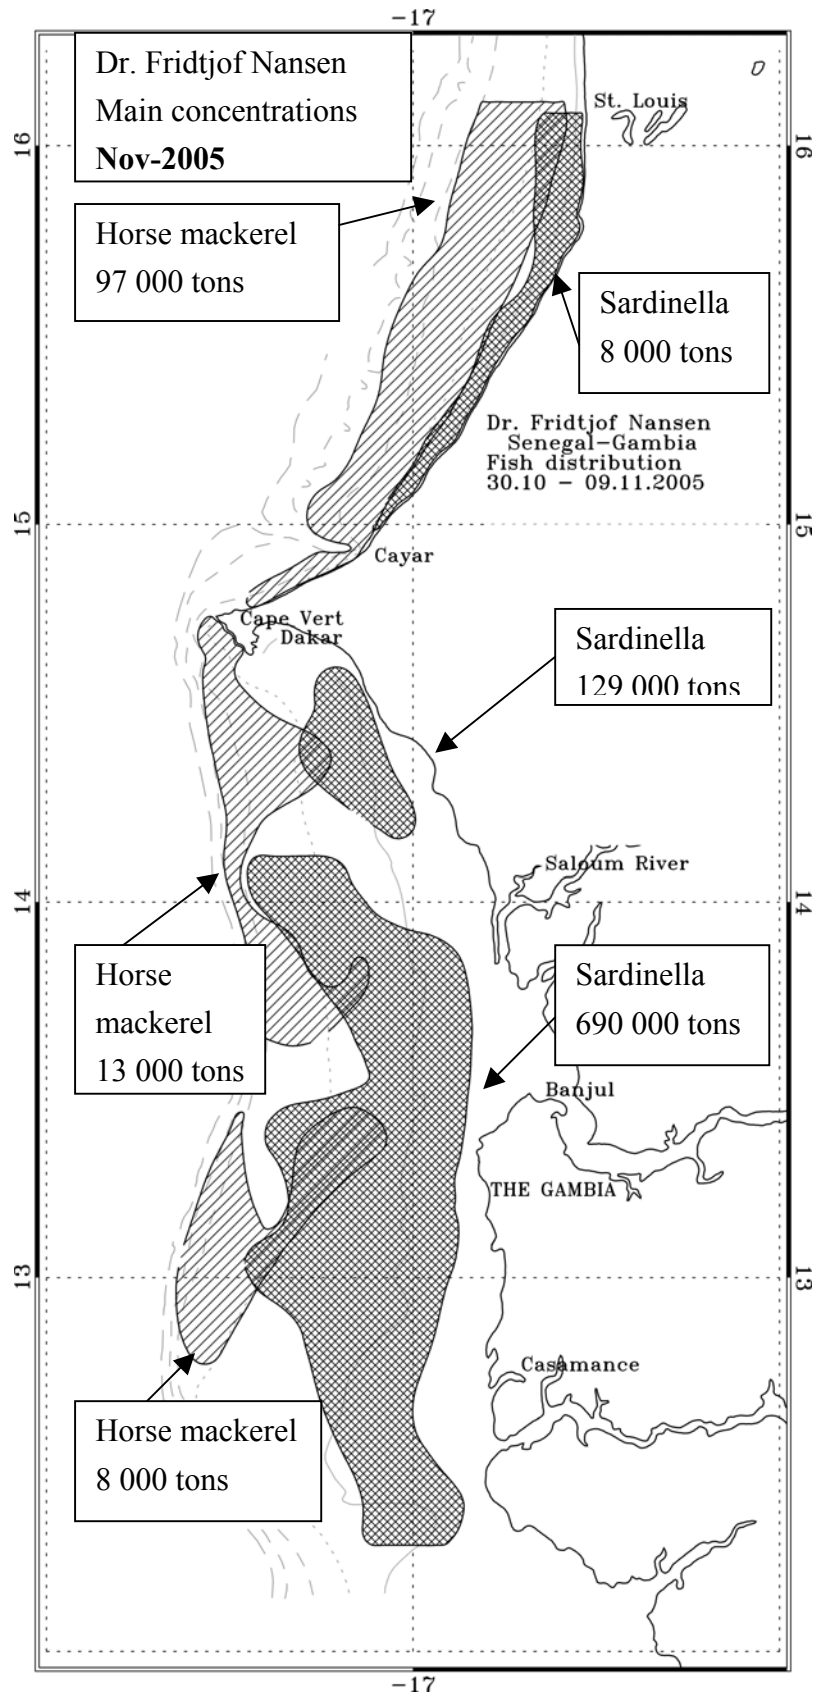 -17
Dr. Fridtjof Nansen
Main concentrations
Nov-2005
St. Louis
16
16
Horse mackerel
97 000 tons
Sardinella
8 000 tons
Dr. Fridtjof Nansen
Senegal-Gambia
Fish distribution
30.10 - 09.11.2005
15
15
Cayar
Cape Vert
Dakar
Sardinella
129 000 tons
Saloum River
14
14
Horse
mackerel
13 000 tons
Sardinella
690 000 tons
Banjul
THE GAMBIA
13
13
Casamance
Horse mackerel
8 000 tons
-17